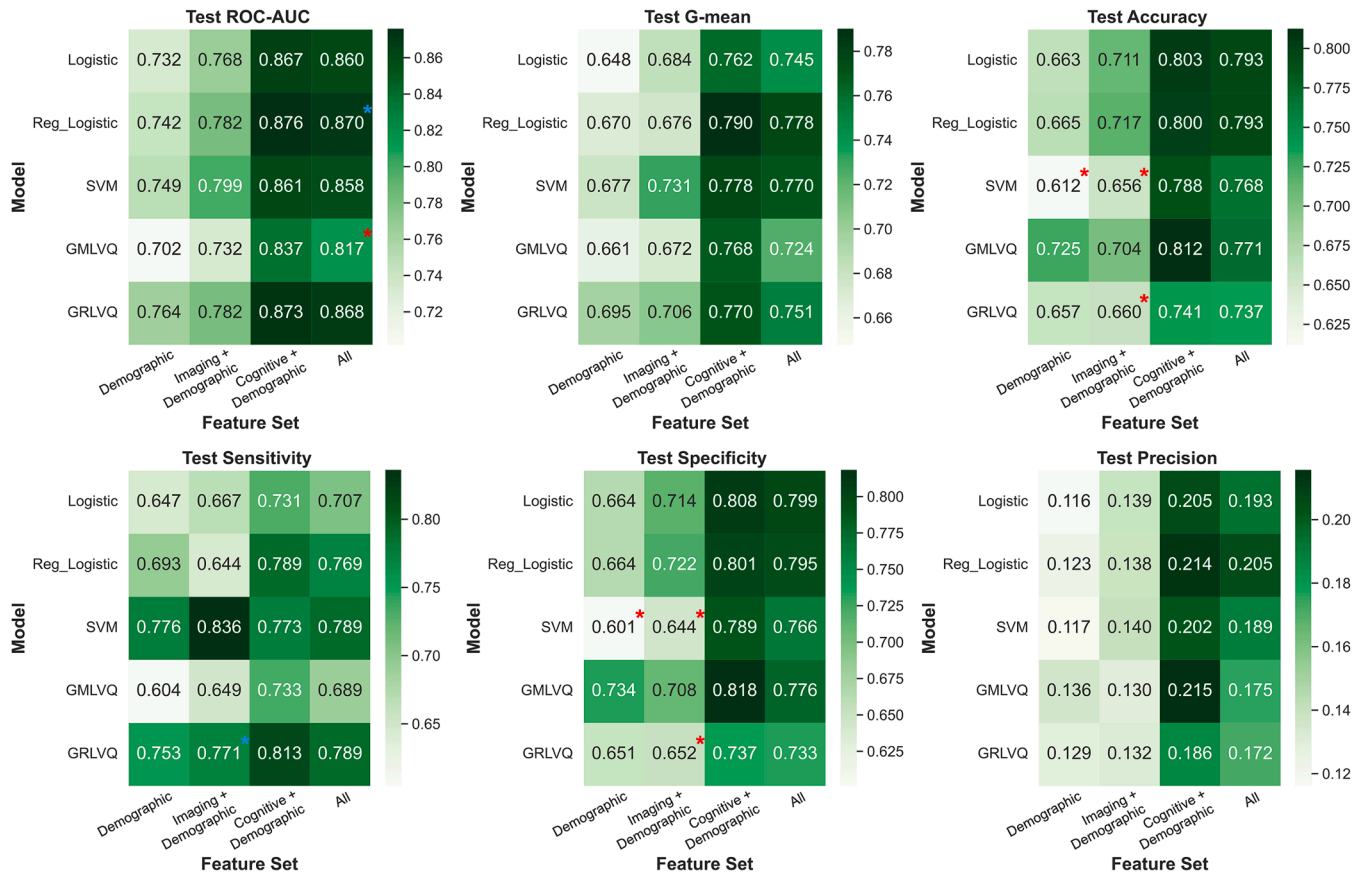 Test ROC-AUC
Model
Logistic 0.732 0.768 0.867 0.860
Reg_Logistic 0.742 0.782 0.876 0.870 *
SVM 0.749 0.799 0.861 0.858
GMLVQ 0.702 0.732 0.837 0.817 *
GRLVQ 0.764 0.782 0.873 0.868
Demographic
Imaging +
Demographic
Cognitive +
Demographic
All
Feature Set
0.86
0.84
0.82
0.80
0.78
0.76
0.74
0.72
Test G-mean
Model
Logistic 0.648 0.684 0.762 0.745
Reg_Logistic 0.670 0.676 0.790 0.778
SVM 0.677 0.731 0.778 0.770
GMLVQ 0.661 0.672 0.768 0.724
GRLVQ 0.695 0.706 0.770 0.751
Demographic
Imaging +
Demographic
Cognitive +
Demographic
All
Feature Set
0.78
0.76
0.74
0.72
0.70
0.68
0.66
Test Accuracy
Model
Logistic 0.663 0.711 0.803 0.793
Reg_Logistic 0.665 0.717 0.800 0.793
SVM 0.612 * 0.656 * 0.788 0.768
GMLVQ 0.725 0.704 0.812 0.771
GRLVQ 0.657 0.660 * 0.741 0.737
Demographic
Imaging +
Demographic
Cognitive +
Demographic
All
Feature Set
0.800
0.775
0.750
0.725
0.700
0.675
0.650
0.625
Test Sensitivity
Model
Logistic 0.647 0.667 0.731 0.707
Reg_Logistic 0.693 0.644 0.789 0.769
SVM 0.776 0.836 0.773 0.789
GMLVQ 0.604 0.649 0.733 0.689
GRLVQ 0.753 0.771 * 0.813 0.789
Demographic
Imaging +
Demographic
Cognitive +
Demographic
All
Feature Set
0.80
0.75
0.70
0.65
Test Specificity
Model
Logistic 0.664 0.714 0.808 0.799
Reg_Logistic 0.664 0.722 0.801 0.795
SVM 0.601 * 0.644 * 0.789 0.766
GMLVQ 0.734 0.708 0.818 0.776
GRLVQ 0.651 0.652 * 0.737 0.733
Demographic
Imaging +
Demographic
Cognitive +
Demographic
All
Feature Set
0.800
0.775
0.750
0.725
0.700
0.675
0.650
0.625
Test Precision
Model
Logistic 0.116 0.139 0.205 0.193
Reg_Logistic 0.123 0.138 0.214 0.205
SVM 0.117 0.140 0.202 0.189
GMLVQ 0.136 0.130 0.215 0.175
GRLVQ 0.129 0.132 0.186 0.172
Demographic
Imaging +
Demographic
Cognitive +
Demographic
All
Feature Set
0.20
0.18
0.16
0.14
0.12